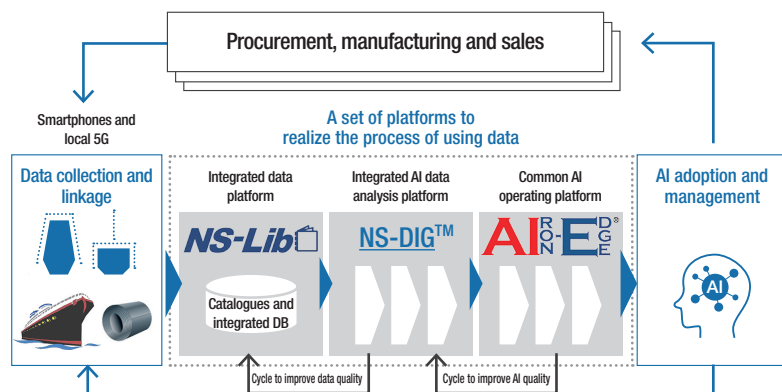 Procurement, manufacturing and sales
Smartphones and
local 5G
A set of platforms to
realize the process of using data
Data collection and
linkage
Integrated data
platform
NS-Lib
Catalogues and
integrated DB
Integrated AI data
analysis platform
NS-DIG™
Common AI
operating platform
AIRON-EDGE®
AI adoption and
management
AI
Cycle to improve data quality
Cycle to improve AI quality